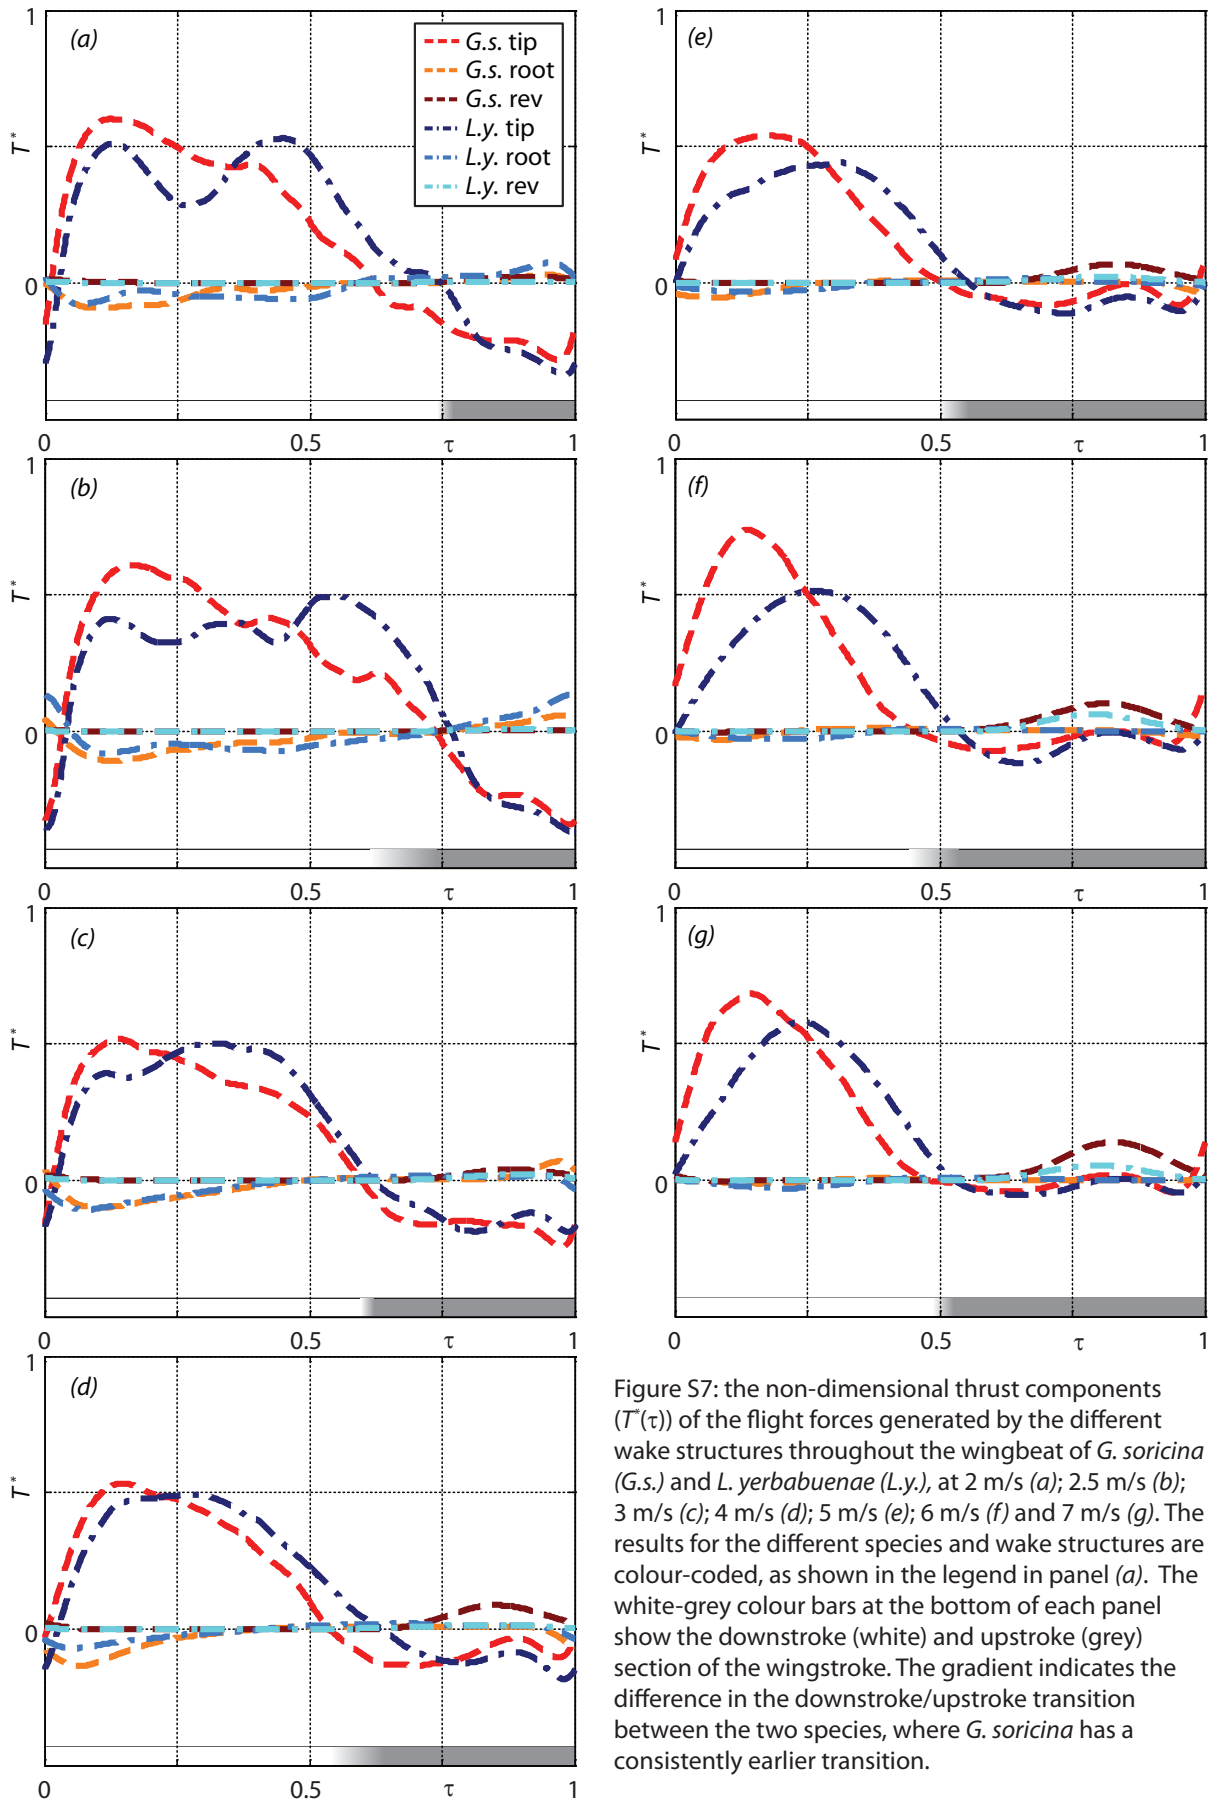 (a)
1
T*
0
G.s. tip
G.s. root
G.s. rev
L.y. tip
L.y. root
L.y. rev
0 0.5 τ 1
(e)
T*
0
0 0.5 τ 1
(b)
1
T*
0
0 0.5 τ 1
(f)
T*
0
0 0.5 τ 1
(c)
1
T*
0
0 0.5 τ 1
(g)
T*
0
0 0.5 τ 1
(d)
1
T*
0
0 0.5 τ 1
Figure S7: the non-dimensional thrust components
(T*(τ)) of the flight forces generated by the different
wake structures throughout the wingbeat of G. soricina
(G.s.) and L. yerbabuenae (L.y.), at 2 m/s (a); 2.5 m/s (b);
3 m/s (c); 4 m/s (d); 5 m/s (e); 6 m/s (f) and 7 m/s (g). The
results for the different species and wake structures are
colour-coded, as shown in the legend in panel (a). The
white-grey colour bars at the bottom of each panel
show the downstroke (white) and upstroke (grey)
section of the wingstroke. The gradient indicates the
difference in the downstroke/upstroke transition
between the two species, where G. soricina has a
consistently earlier transition.